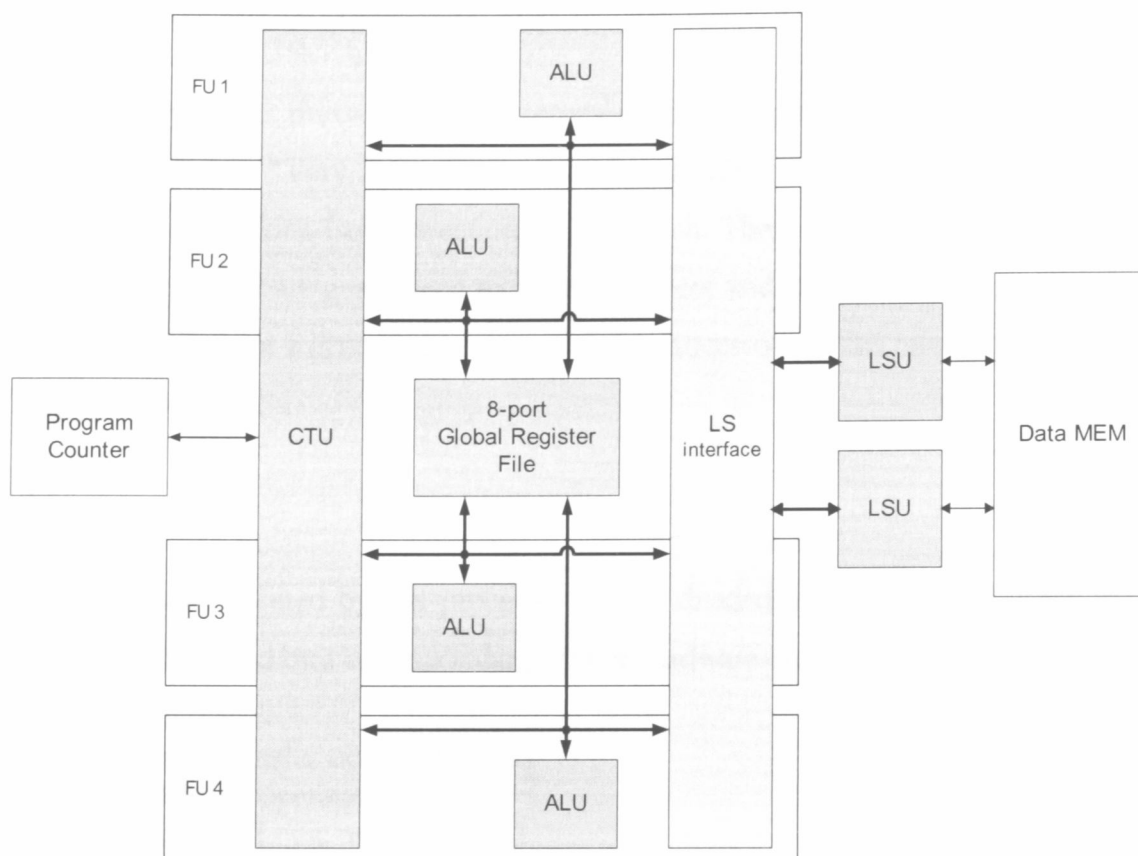 FU 1
ALU
FU 2
ALU
Program
Counter
CTU
8-port
Global Register
File
LS
interface
LSU
LSU
Data MEM
FU 3
ALU
FU 4
ALU